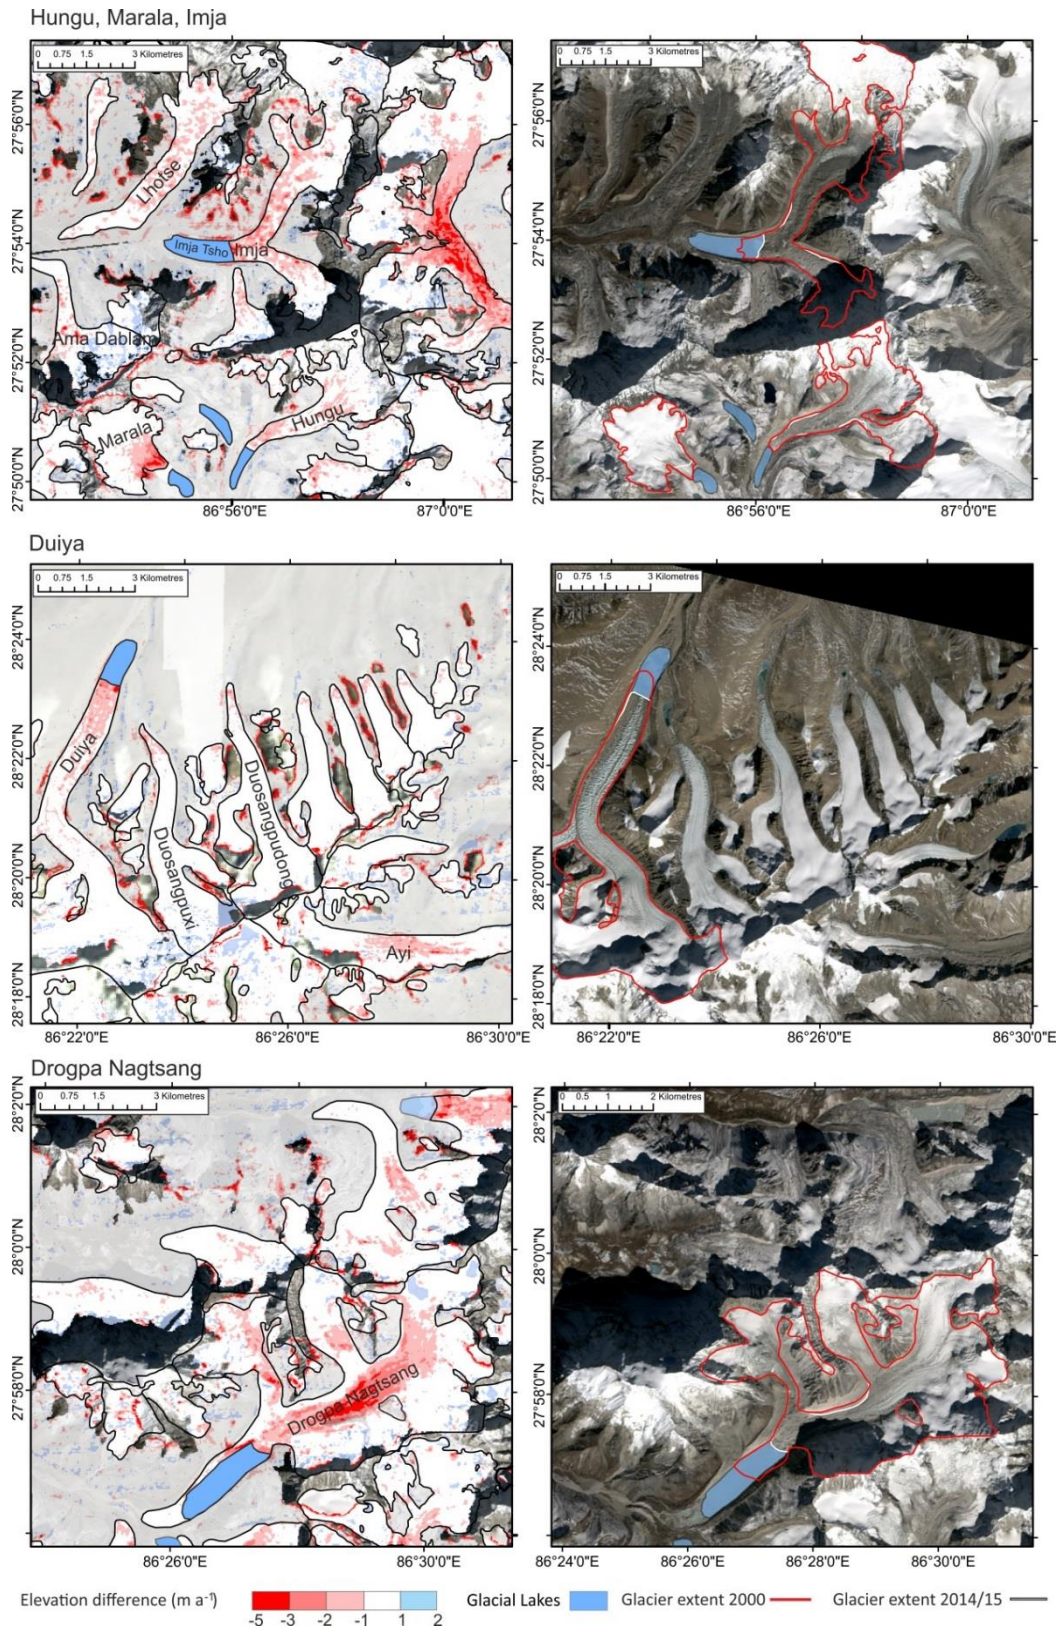 Hungu, Marala, Imja
0 0.75 1.5 3 Kilometres
0 0.75 1.5 3 Kilometres
27°56'0"N
27°54'0"N
27°52'0"N
27°50'0"N
Lhotse
Imja Tsho
Imja
Ama Dablam
Marala
Hungu
27°56'0"N
27°54'0"N
27°52'0"N
27°50'0"N
86°56'0"E 87°0'0"E
86°56'0"E 87°0'0"E
Duiya
0 0.75 1.5 3 Kilometres
0 0.75 1.5 3 Kilometres
28°24'0"N
28°22'0"N
28°20'0"N
28°18'0"N
Duiya
Duosangpuxi
Duosangpudong
Ayi
28°24'0"N
28°22'0"N
28°20'0"N
28°18'0"N
86°22'0"E 86°26'0"E 86°30'0"E
86°22'0"E 86°26'0"E 86°30'0"E
Drogpa Nagtsang
0 0.75 1.5 3 Kilometres
0 0.5 1 2 Kilometres
28°2'0"N
28°0'0"N
27°58'0"N
Drogpa Nagtsang
28°2'0"N
28°0'0"N
27°58'0"N
86°26'0"E 86°30'0"E
86°24'0"E 86°26'0"E 86°28'0"E 86°30'0"E
Elevation difference (m a⁻¹)
-5 -3 -2 -1 1 2
Glacial Lakes
Glacier extent 2000
Glacier extent 2014/15